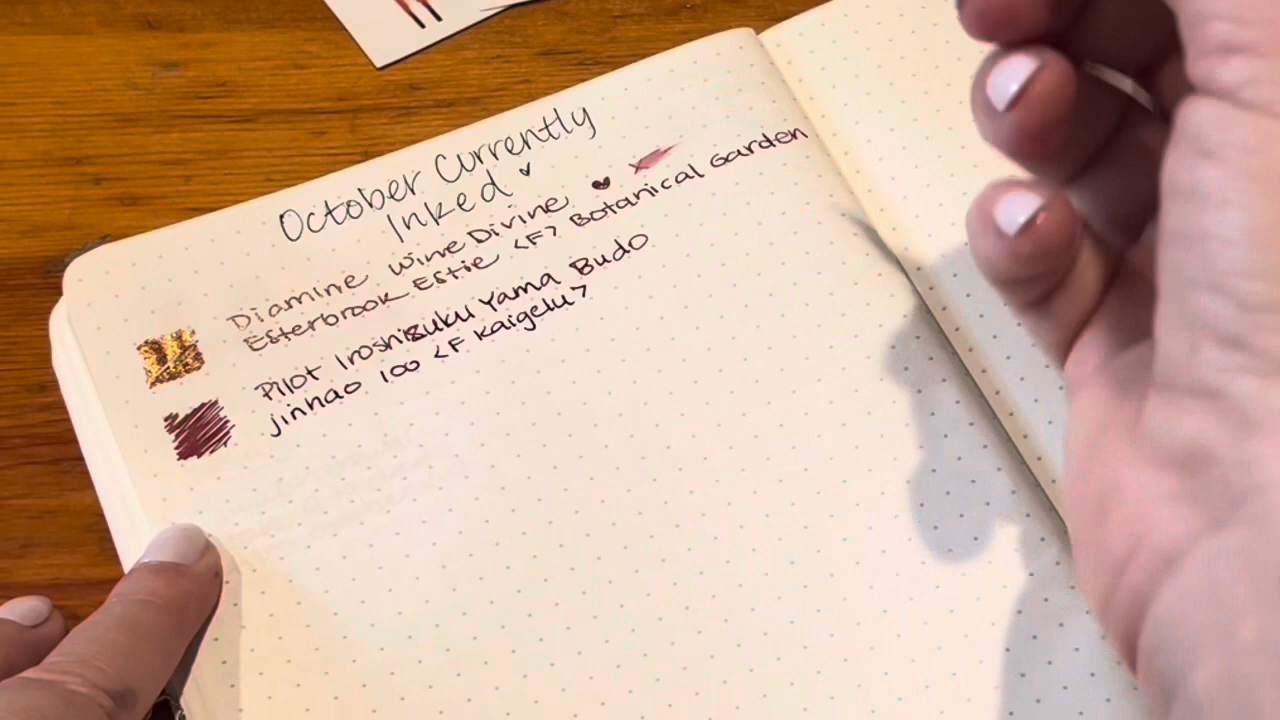 October Currently
Inked
Diamine Wine Divine
Esterbrook Estie <F> Botanical Garden
Pilot Iroshizuku Yama Budo
jinhao 100 <F Kaigelu>